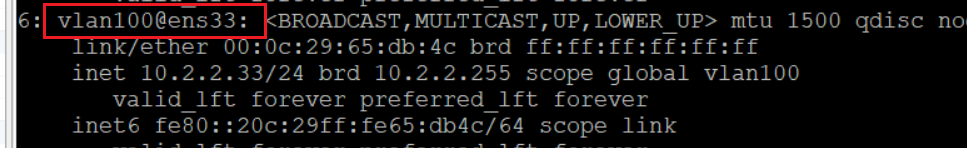 6: vlan100@ens33: <BROADCAST,MULTICAST,UP,LOWER_UP> mtu 1500 qdisc
link/ether 00:0c:29:65:db:4c brd ff:ff:ff:ff:ff:ff
inet 10.2.2.33/24 brd 10.2.2.255 scope global vlan100
valid_lft forever preferred_lft forever
inet6 fe80::20c:29ff:fe65:db4c/64 scope link